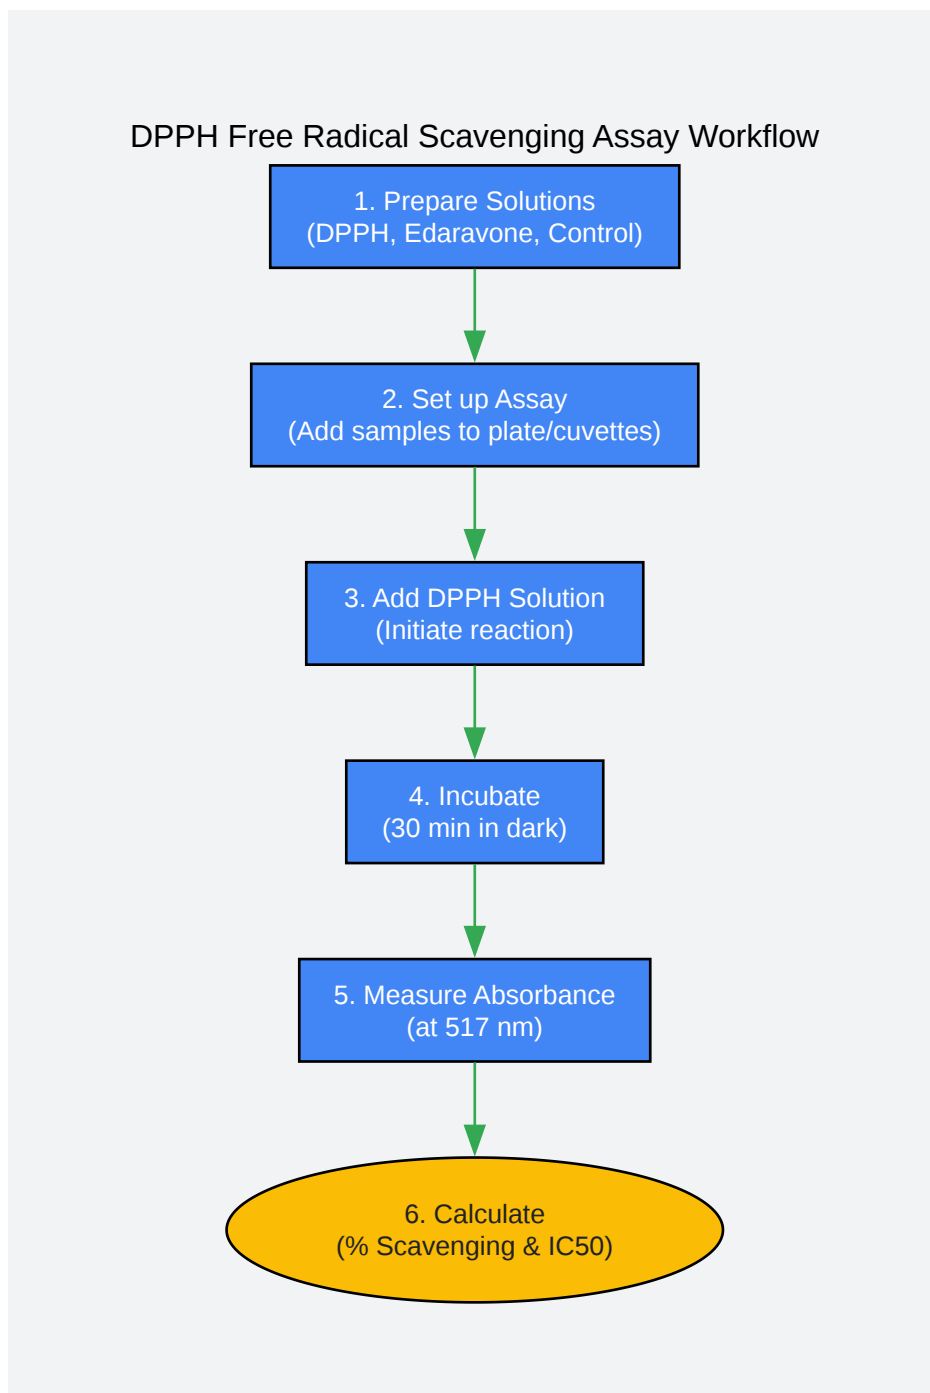 DPPH Free Radical Scavenging Assay Workflow
1. Prepare Solutions
(DPPH, Edaravone, Control)
2. Set up Assay
(Add samples to plate/cuvettes)
3. Add DPPH Solution
(Initiate reaction)
4. Incubate
(30 min in dark)
5. Measure Absorbance
(at 517 nm)
6. Calculate
(% Scavenging & IC50)